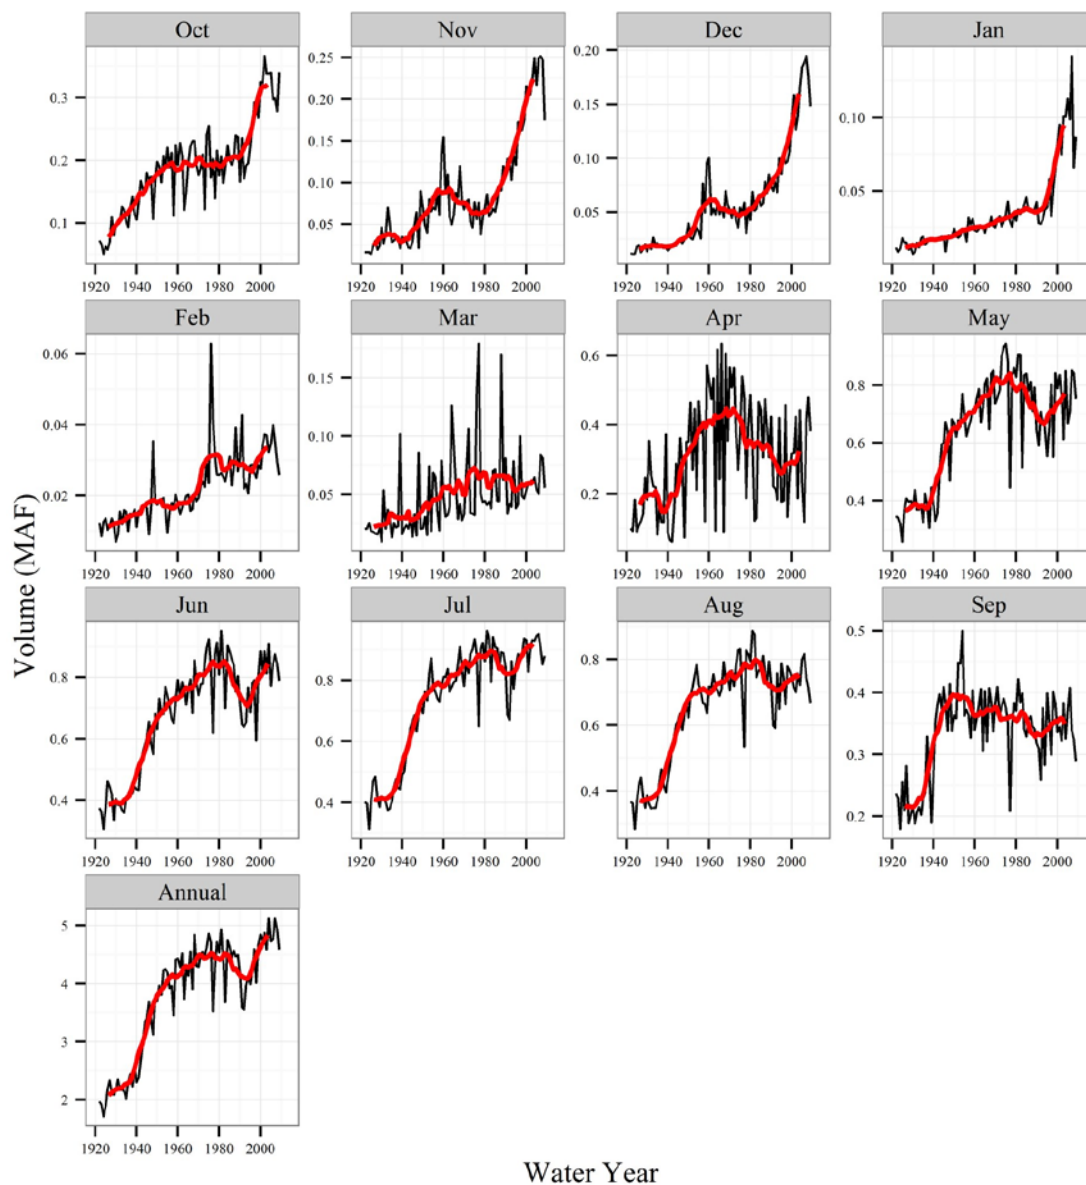 Oct Nov Dec Jan
0.3 0.25 0.20
0.20 0.15 0.10
0.2 0.15 0.10
0.10 0.05
0.1 0.05 0.05
1920 1940 1960 1980 2000 1920 1940 1960 1980 2000 1920 1940 1960 1980 2000 1920 1940 1960 1980 2000
Feb Mar Apr May
0.06 0.15 0.6 0.8
0.04 0.10 0.4 0.6
0.02 0.05 0.2 0.4
1920 1940 1960 1980 2000 1920 1940 1960 1980 2000 1920 1940 1960 1980 2000 1920 1940 1960 1980 2000
Volume (MAF)
Jun Jul Aug Sep
0.8 0.8 0.8 0.5
0.6 0.6 0.6 0.4
0.4 0.4 0.4 0.3
0.2
1920 1940 1960 1980 2000 1920 1940 1960 1980 2000 1920 1940 1960 1980 2000 1920 1940 1960 1980 2000
Annual
5
4
3
2
1920 1940 1960 1980 2000
Water Year